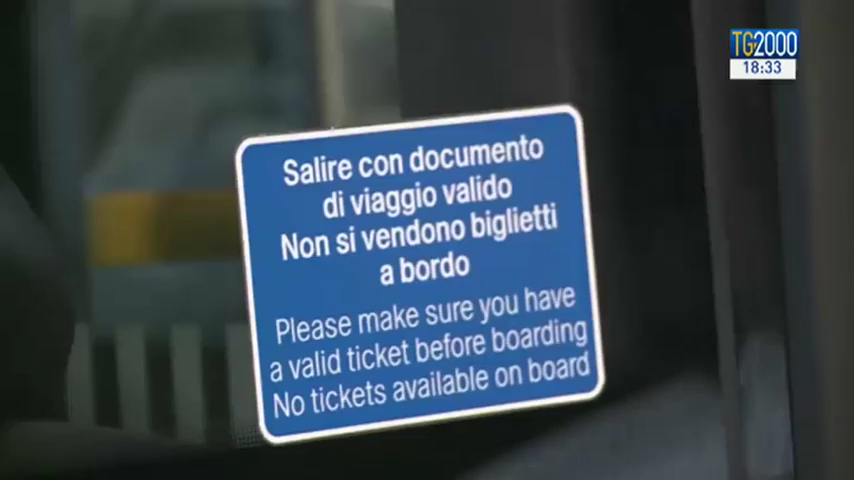 TG2000
18:33
Salire con documento
di viaggio valido
Non si vendono biglietti
a bordo
Please make sure you have
a valid ticket before boarding
No tickets available on board